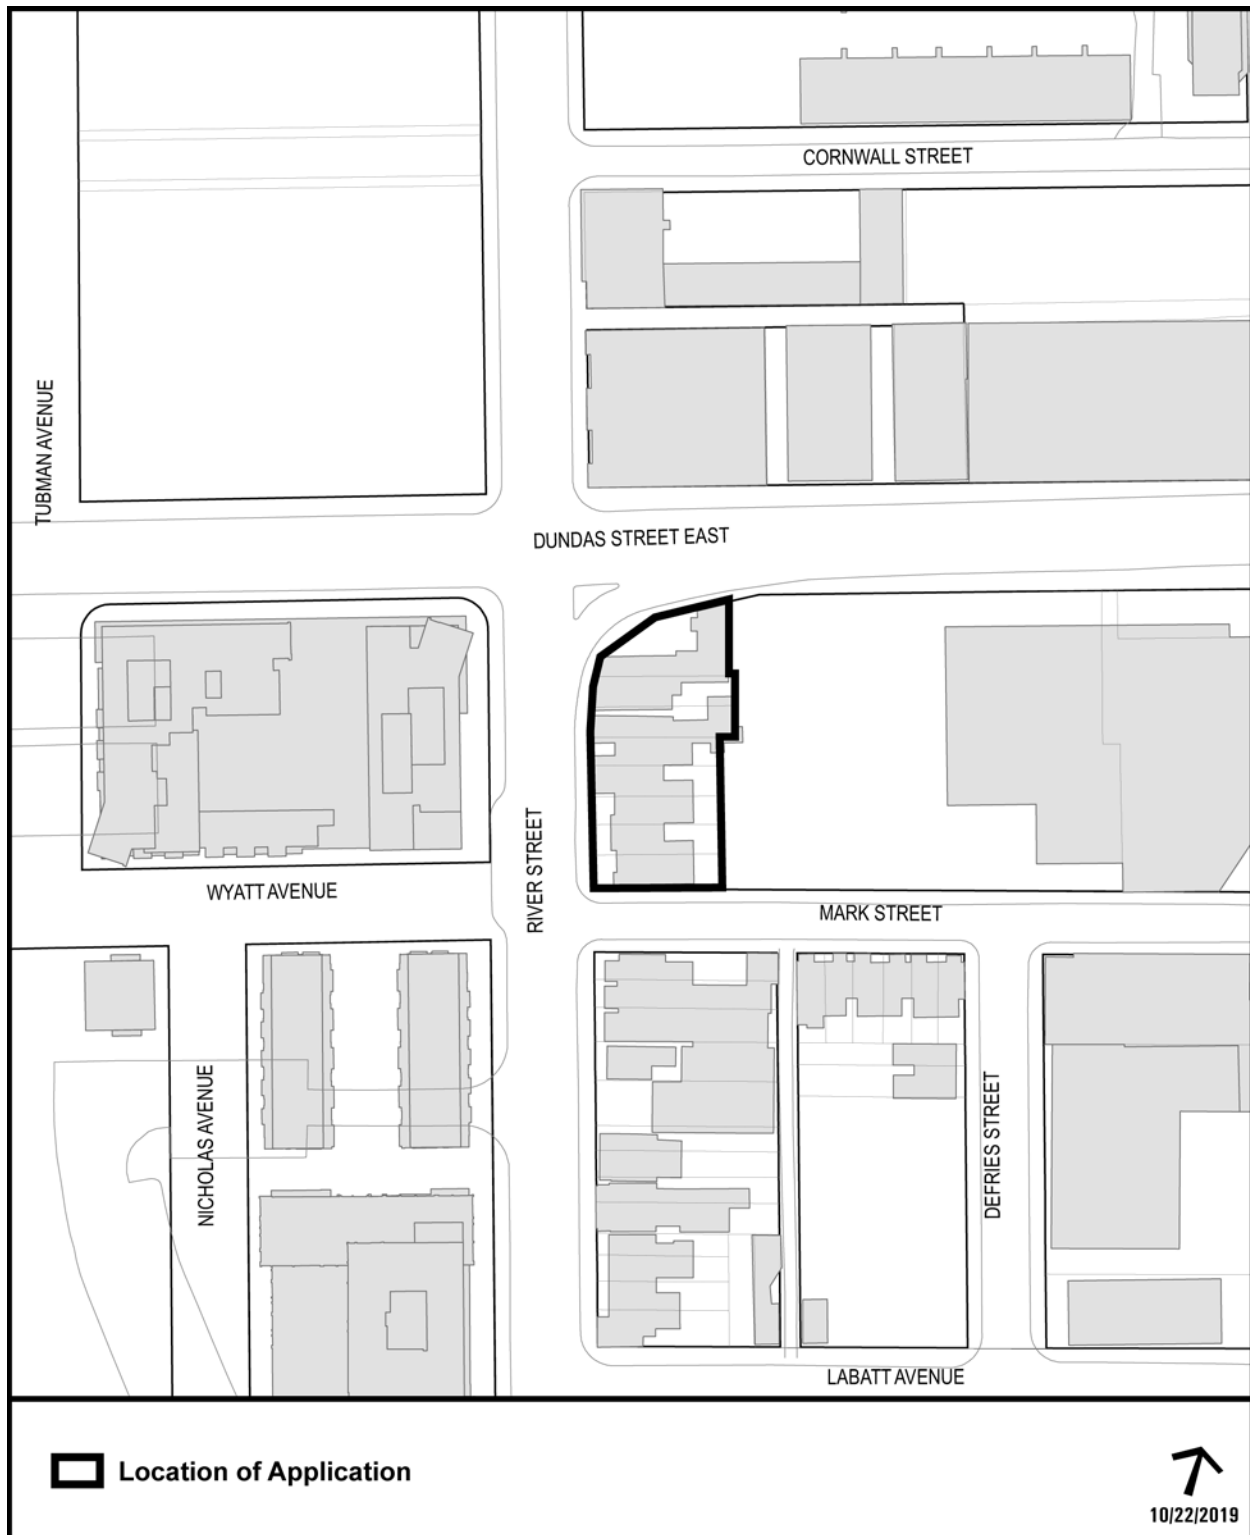 CORNWALL STREET
TUBMAN AVENUE
DUNDAS STREET EAST
RIVER STREET
WYATT AVENUE
MARK STREET
NICHOLAS AVENUE
DEFRIES STREET
LABATT AVENUE
Location of Application
10/22/2019